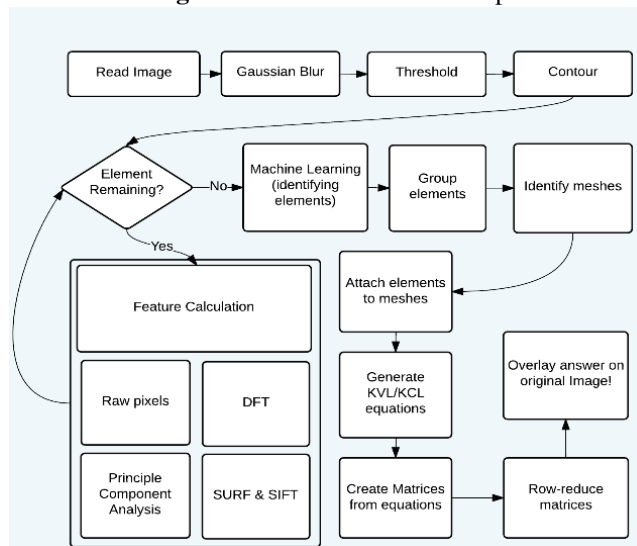 Read Image
Gaussian Blur
Threshold
Contour
Element
Remaining?
No
Machine Learning
(identifying
elements)
Group
elements
Identify meshes
Yes
Feature Calculation
Raw pixels
DFT
Principle
Component
Analysis
SURF & SIFT
Attach elements
to meshes
Generate
KVL/KCL
equations
Create Matrices
from equations
Row-reduce
matrices
Overlay answer on
original Image!